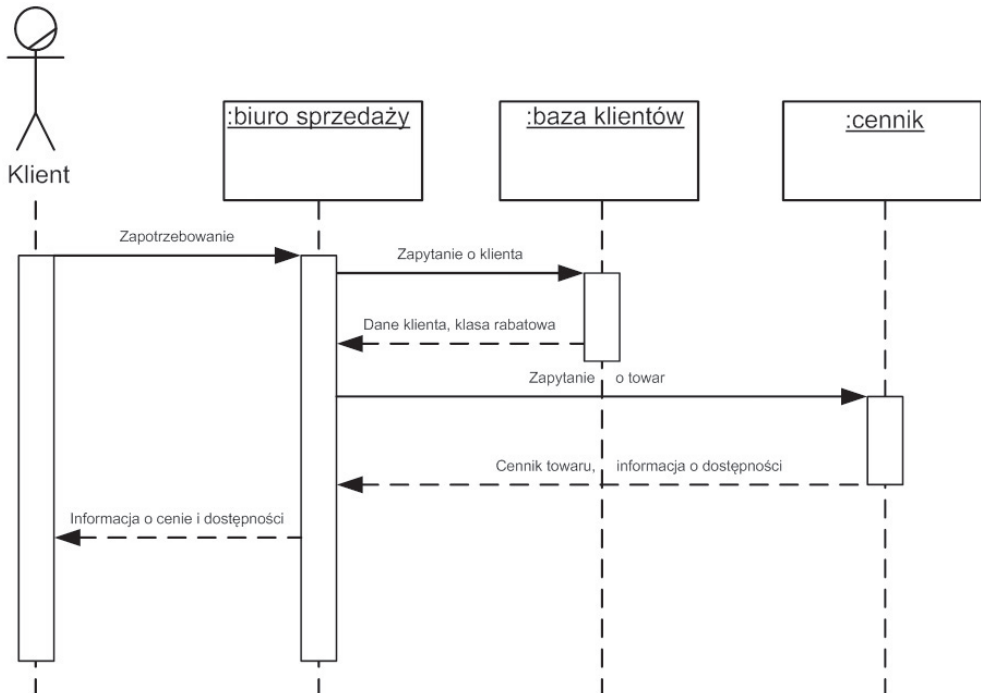 :biuro sprzedaży
:baza klientów
:cennik
Klient
Zapotrzebowanie
Zapytanie o klienta
Dane klienta, klasa rabatowa
Zapytanie o towar
Cennik towaru, informacja o dostępności
Informacja o cenie i dostępności